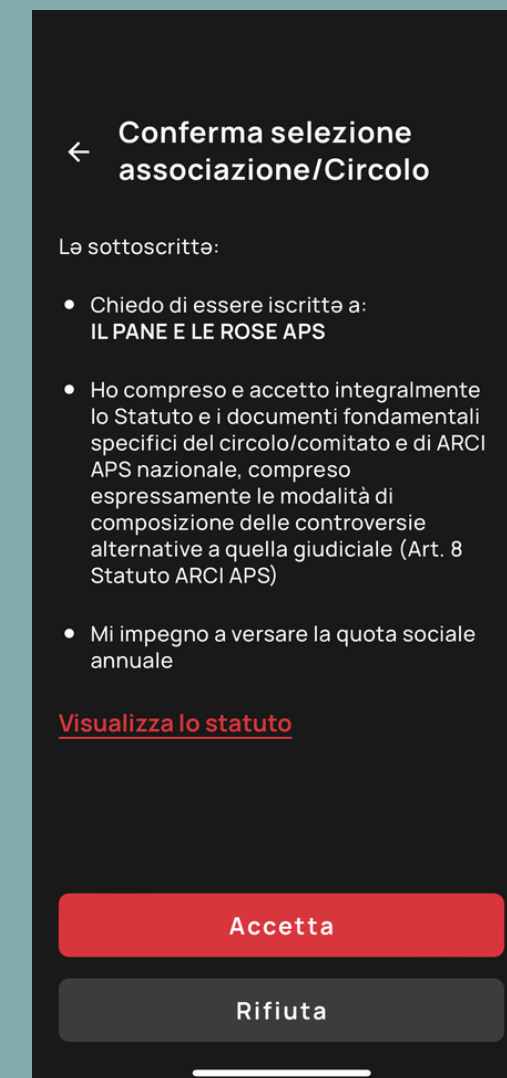 Conferma selezione
associazione/Circolo
Lə sottoscrittə:
Chiedo di essere iscrittə a:
IL PANE E LE ROSE APS
Ho compreso e accetto integralmente
lo Statuto e i documenti fondamentali
specifici del circolo/comitato e di ARCI
APS nazionale, compreso
espressamente le modalità di
composizione delle controversie
alternative a quella giudiciale (Art. 8
Statuto ARCI APS)
Mi impegno a versare la quota sociale
annuale
Visualizza lo statuto
Accetta
Rifiuta